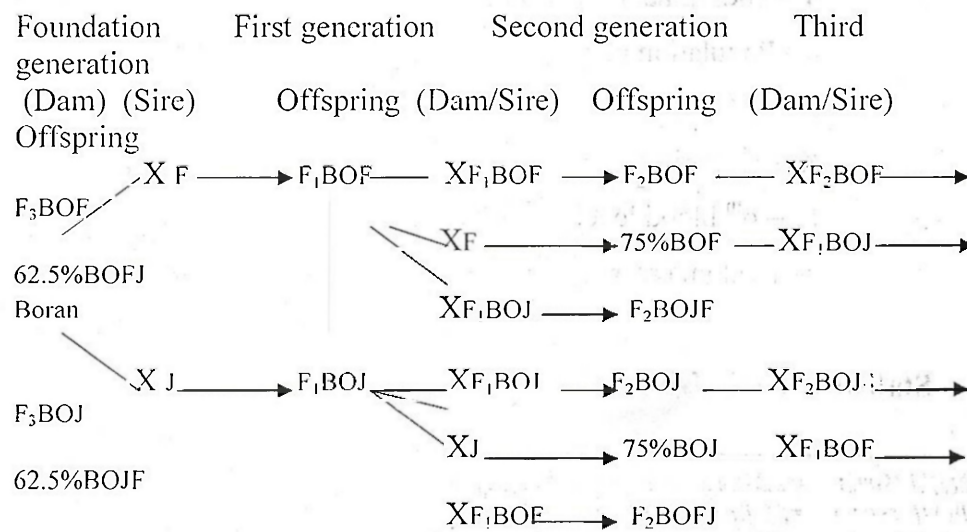 Foundation First generation Second generation Third
generation
(Dam) (Sire) Offspring (Dam/Sire) Offspring (Dam/Sire)
Offspring
X F F₁BOF XF₁BOF F₂BOF XF₂BOF
F₃BOF
XF 75%BOF XF₁BOJ
62.5%BOFJ
Boran XF₁BOJ F₂BOJF
X J F₁BOJ XF₁BOJ F₂BOJ XF₂BOJ
F₃BOJ
XJ 75%BOJ XF₁BOF
62.5%BOJF
XF₁BOF F₂BOFJ